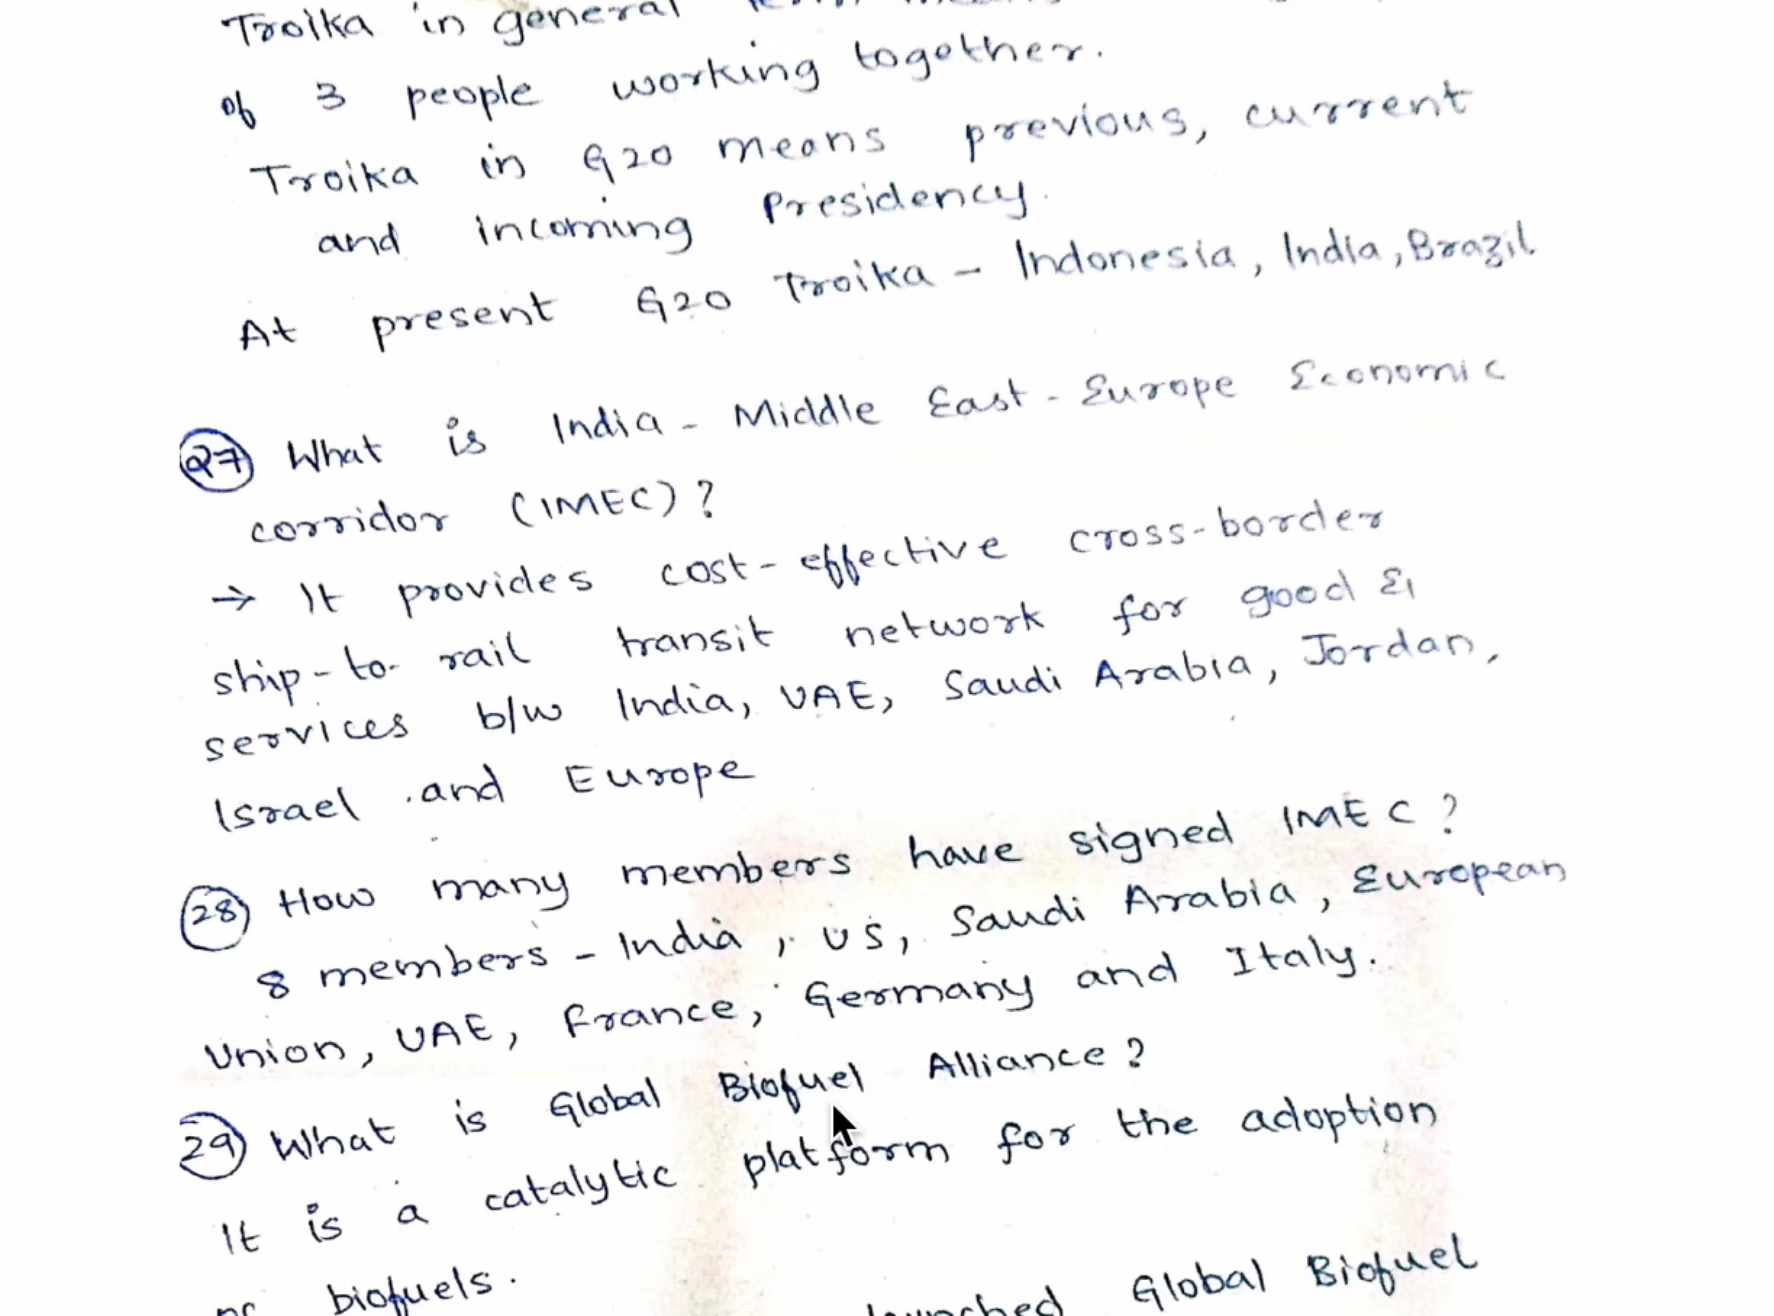 Troika in general
of 3 people working together.
Troika in G20 means previous, current
and incoming Presidency.
At present G20 Troika - Indonesia, India, Brazil
27 What is India - Middle East - Europe Economic
corridor (IMEC)?
→ It provides cost-effective cross-border
ship-to-rail transit network for good &
services b/w India, UAE, Saudi Arabia, Jordan,
Israel and Europe
28 How many members have signed IMEC?
8 members - India, US, Saudi Arabia, European
Union, UAE, France, Germany and Italy.
29 What is Global Biofuel Alliance?
It is a catalytic platform for the adoption
of biofuels.
launched Global Biofuel